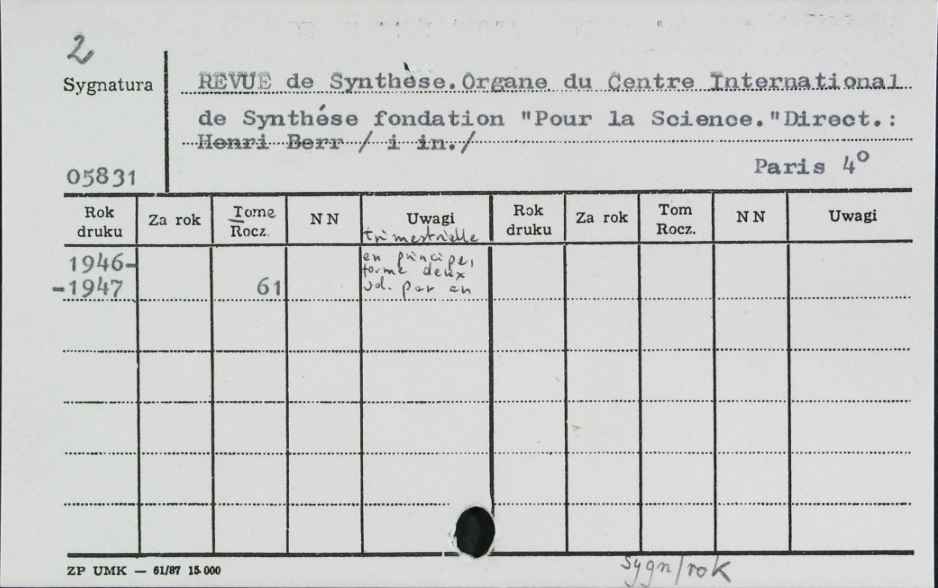 2
Sygnatura
REVUE de Synthèse.Organe du Centre International
de Synthése fondation "Pour la Science."Direct.:
Henri Berr / i in./
05831
Paris 4°
Rok druku Za rok Tome Rocz. NN Uwagi Rok druku Za rok Tom Rocz. NN Uwagi
trimestrielle
en principe,
forme deux
vol. par an
1946-
-1947 61
ZP UMK — 61/87 15.000
Sygn/rok